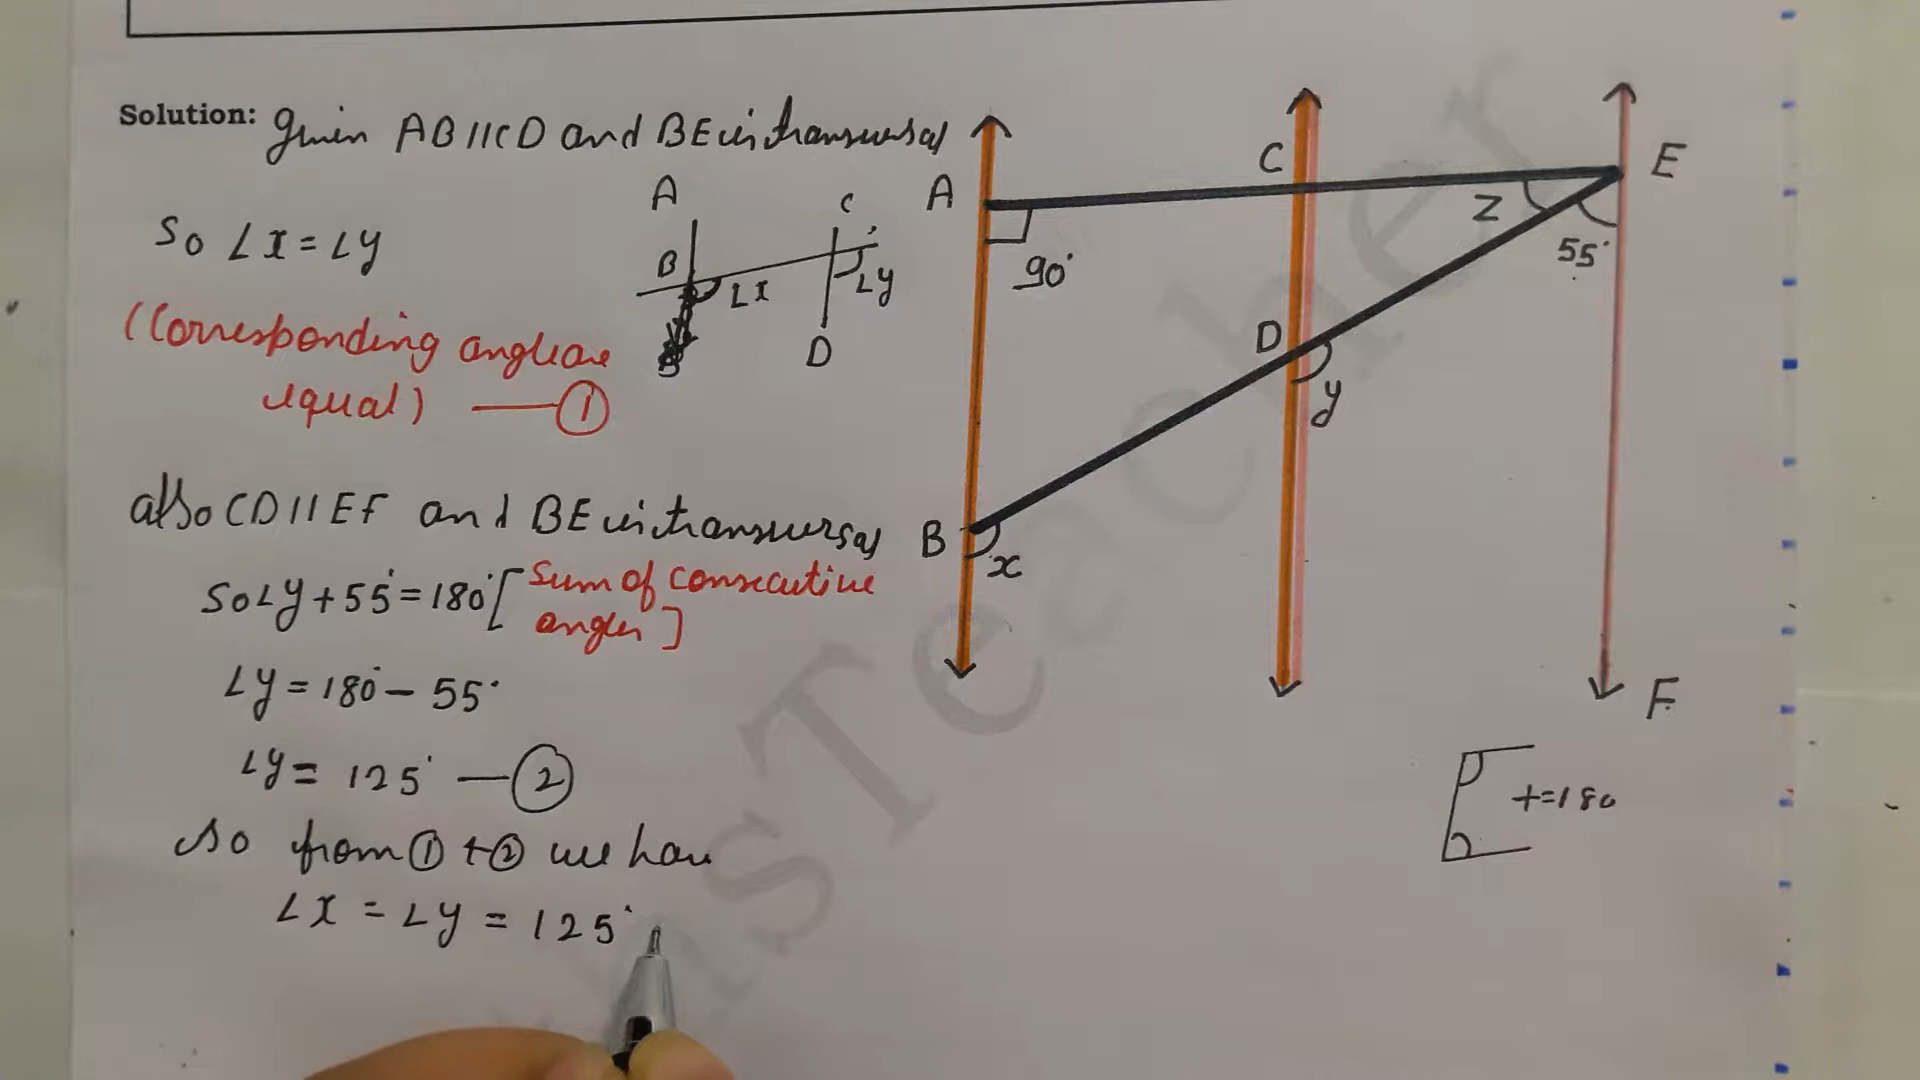 Solution: given AB||CD and BE is transversal
So ∠x = ∠y
(Corresponding angle are
equal) — ①
A
B
∠x
C
∠y
D
also CD||EF and BE is transversal
So ∠y + 55° = 180° [Sum of consecutive
angles]
∠y = 180° - 55°
∠y = 125° — ②
so from ① + ② we have
∠x = ∠y = 125°
A
C
E
Z
55°
90°
D
y
B
x
F
+=180
Teacher